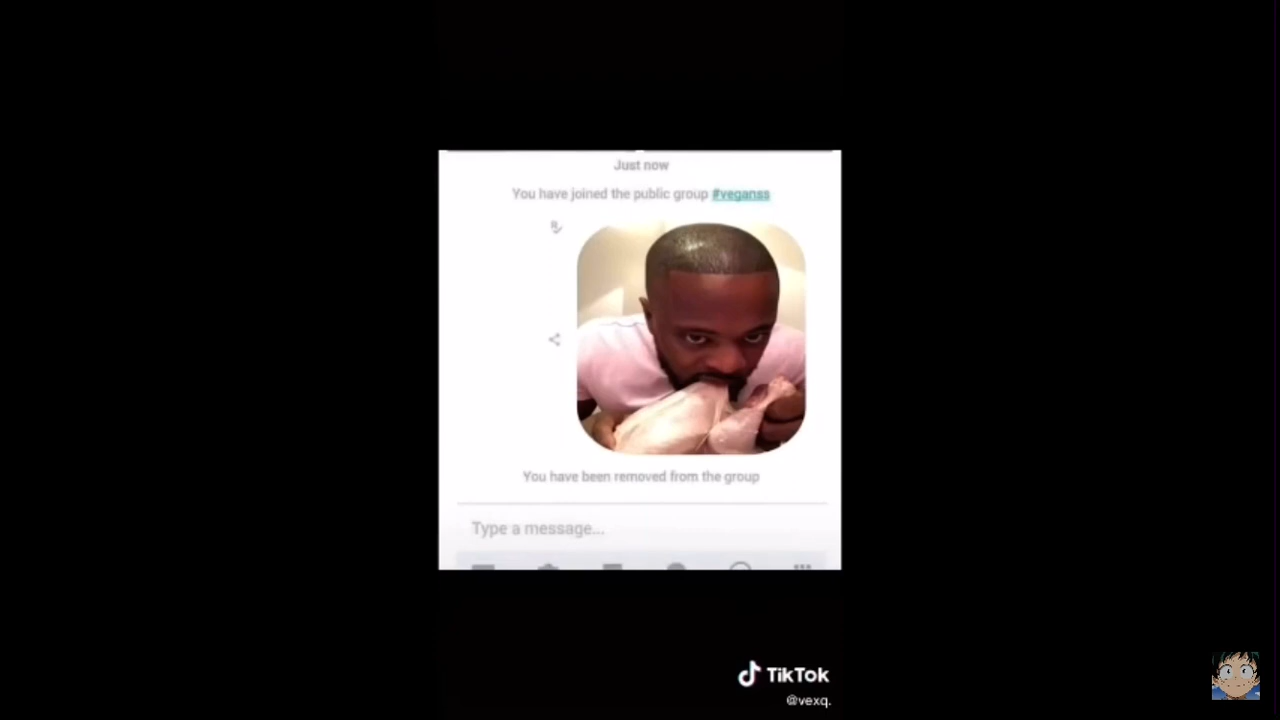 Just now
You have joined the public group #veganss
You have been removed from the group
Type a message...
TikTok
@vexq.